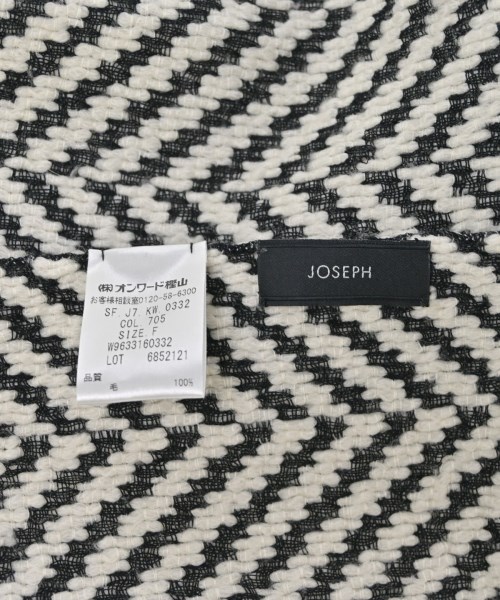 (株)オンワード樫山
お客様相談室0120-58-6300
SF. J7. KW. 0332
COL 705
SIZE F
W9633160332
LOT 6852121
品質 毛 100%
JOSEPH